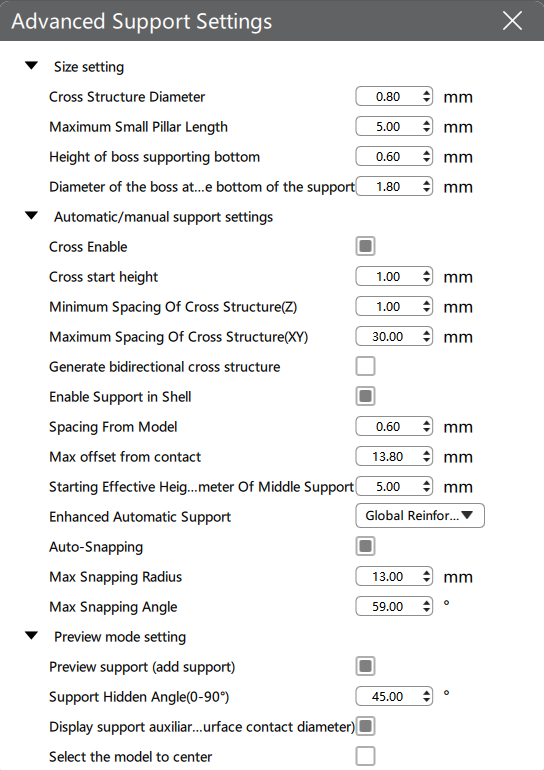 Advanced Support Settings
Size setting
Cross Structure Diameter 0.80 mm
Maximum Small Pillar Length 5.00 mm
Height of boss supporting bottom 0.60 mm
Diameter of the boss at...e bottom of the support 1.80 mm
Automatic/manual support settings
Cross Enable
Cross start height 1.00 mm
Minimum Spacing Of Cross Structure(Z) 1.00 mm
Maximum Spacing Of Cross Structure(XY) 30.00 mm
Generate bidirectional cross structure
Enable Support in Shell
Spacing From Model 0.60 mm
Max offset from contact 13.80 mm
Starting Effective Heig...meter Of Middle Support 5.00 mm
Enhanced Automatic Support Global Reinfor...
Auto-Snapping
Max Snapping Radius 13.00 mm
Max Snapping Angle 59.00 °
Preview mode setting
Preview support (add support)
Support Hidden Angle(0-90°) 45.00 °
Display support auxiliar...urface contact diameter)
Select the model to center